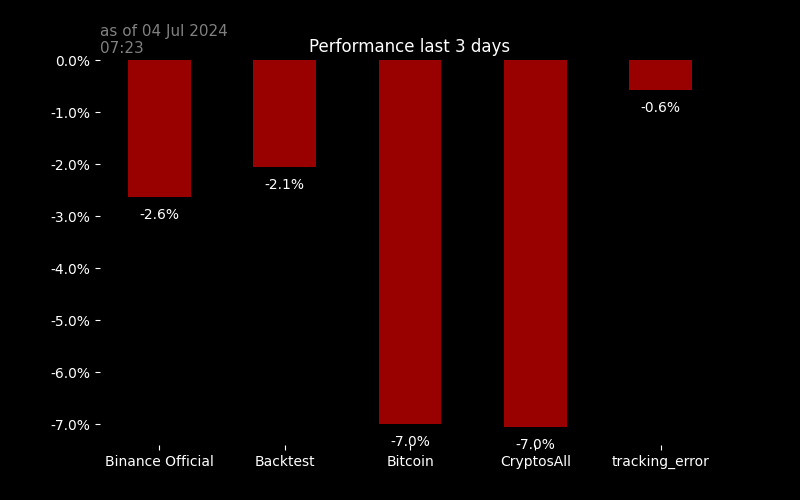 as of 04 Jul 2024
07:23
Performance last 3 days
0.0%
-1.0%
-2.0%
-3.0%
-4.0%
-5.0%
-6.0%
-7.0%
-2.6%
-2.1%
-7.0%
-7.0%
-0.6%
Binance Official
Backtest
Bitcoin
CryptosAll
tracking_error